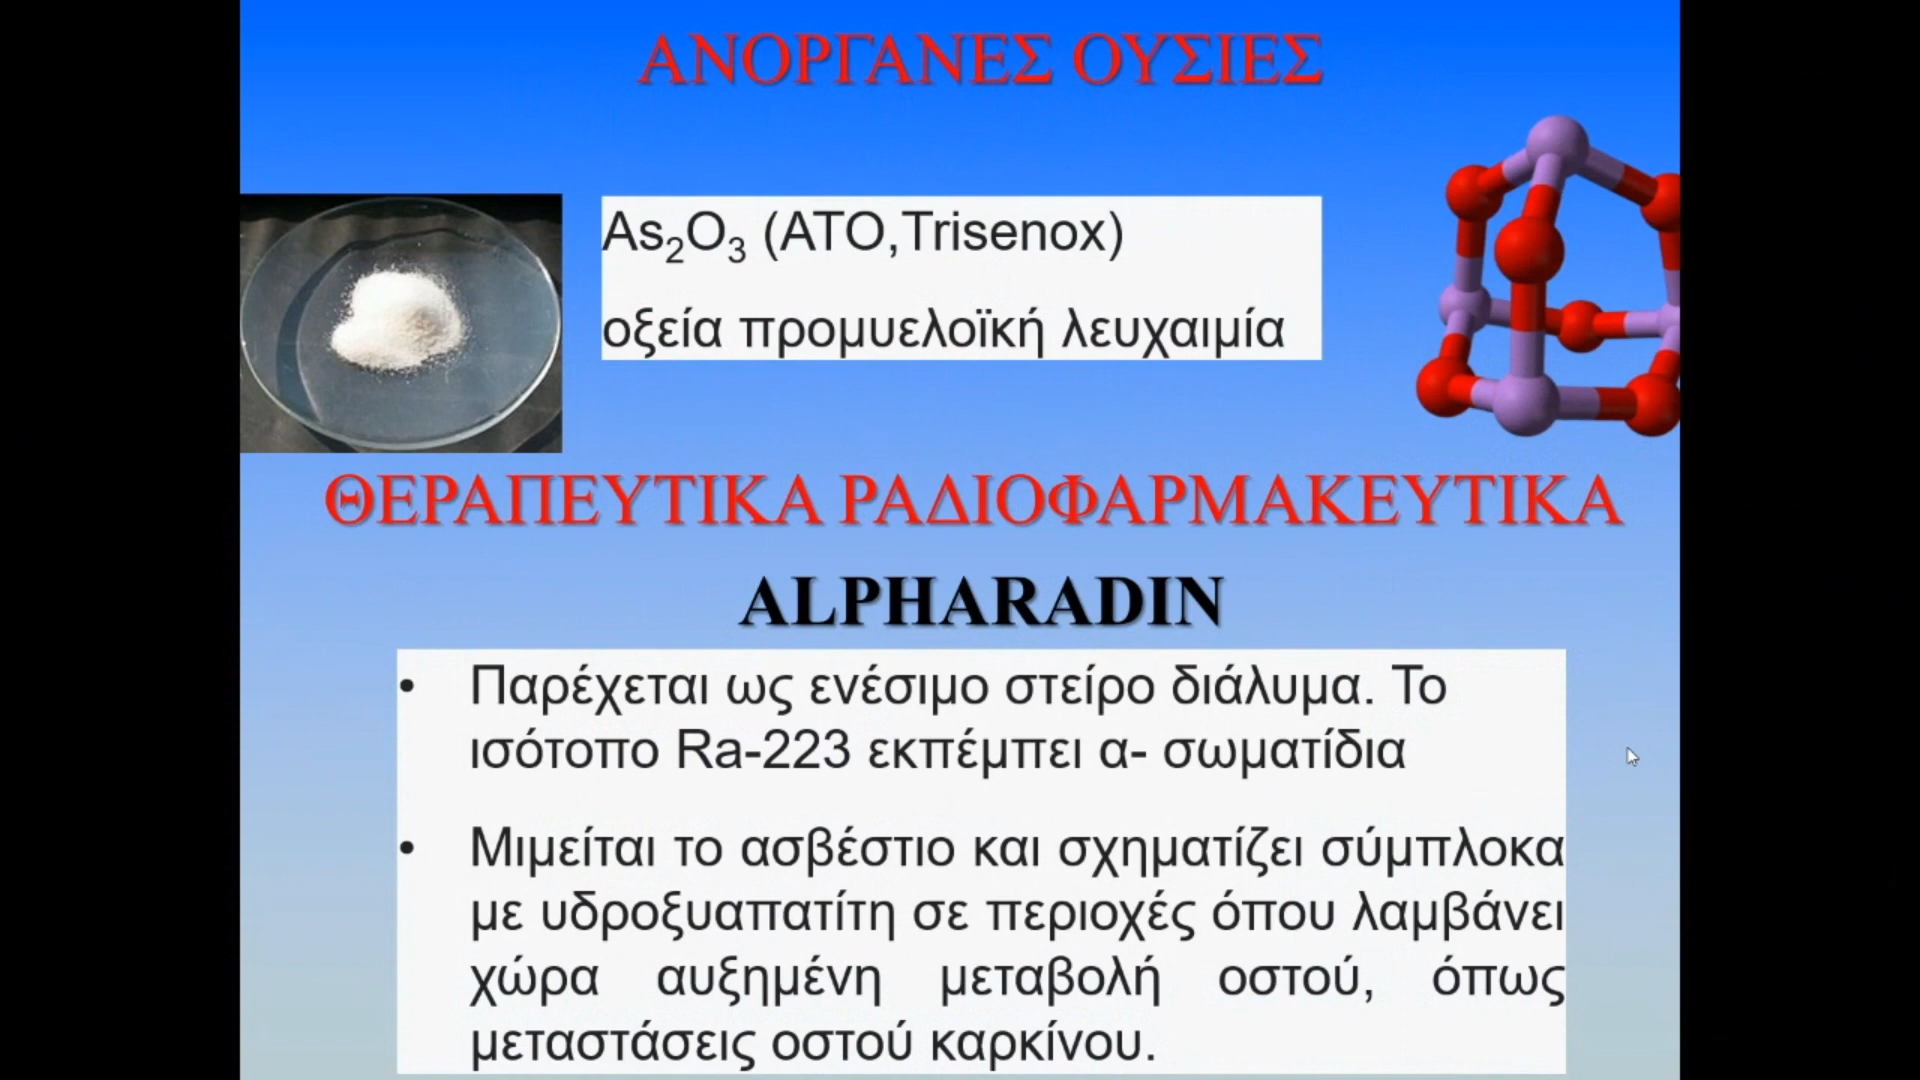 ΑΝΟΡΓΑΝΕΣ ΟΥΣΙΕΣ
As₂O₃ (ATO,Trisenox)
οξεία προμυελοϊκή λευχαιμία
ΘΕΡΑΠΕΥΤΙΚΑ ΡΑΔΙΟΦΑΡΜΑΚΕΥΤΙΚΑ
ALPHARADIN
• Παρέχεται ως ενέσιμο στείρο διάλυμα. Το
ισότοπο Ra-223 εκπέμπει α- σωματίδια
• Μιμείται το ασβέστιο και σχηματίζει σύμπλοκα
με υδροξυαπατίτη σε περιοχές όπου λαμβάνει
χώρα αυξημένη μεταβολή οστού, όπως
μεταστάσεις οστού καρκίνου.